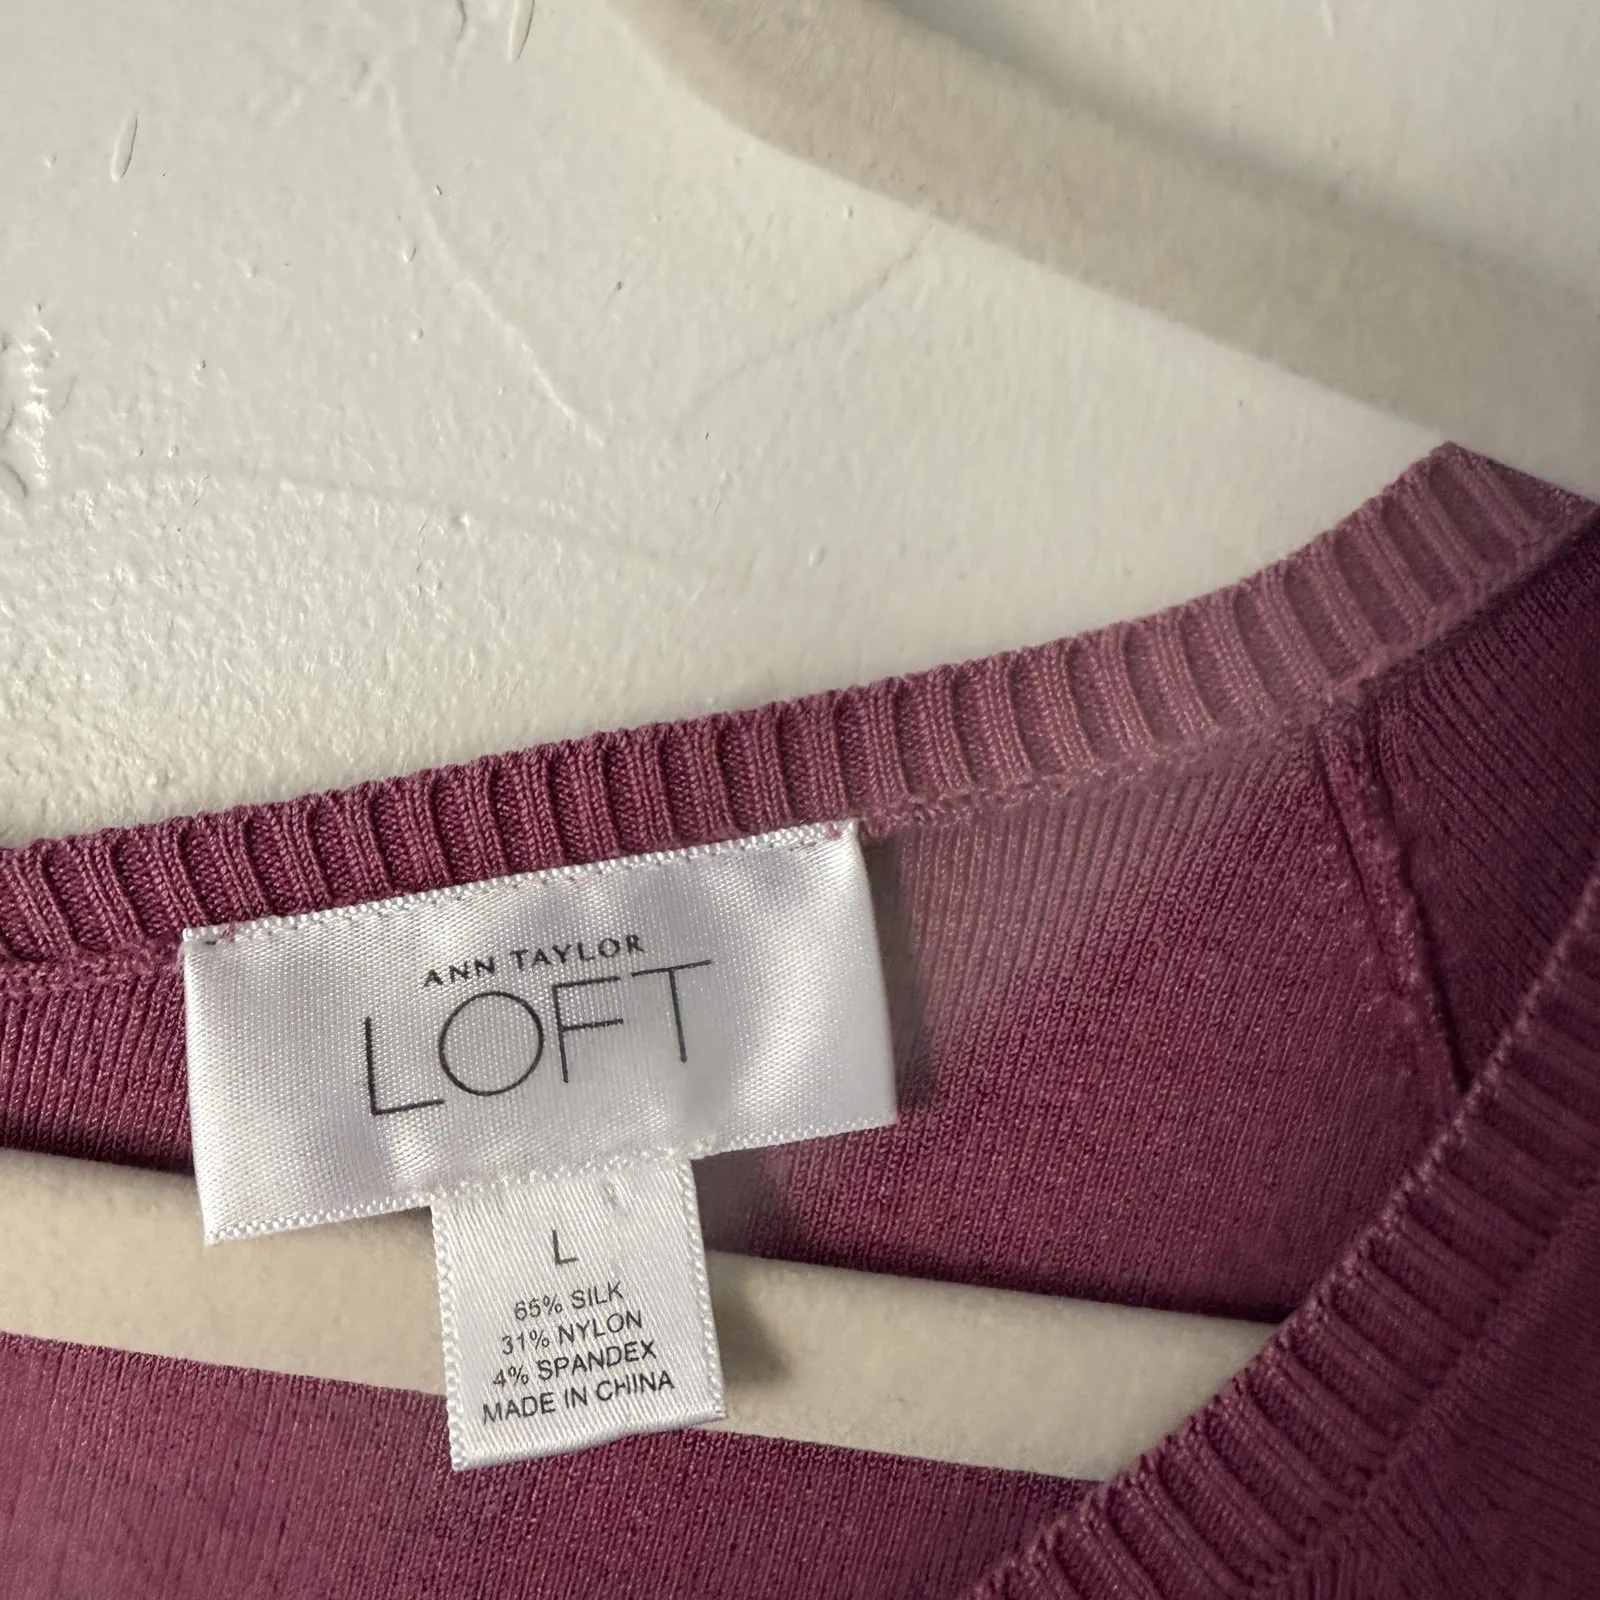 ANN TAYLOR
LOFT
L
65% SILK
31% NYLON
4% SPANDEX
MADE IN CHINA